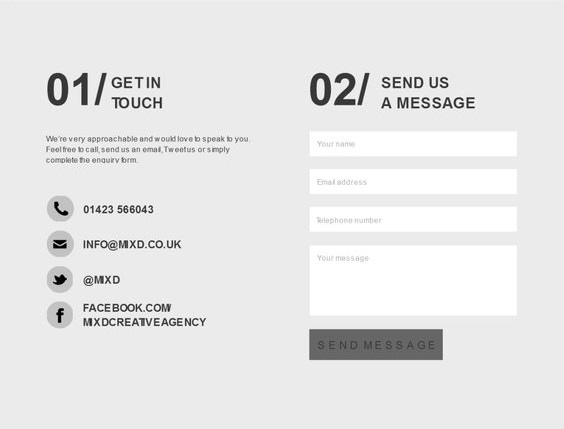 01/ GET IN
TOUCH
We're very approachable and would love to speak to you.
Feel free to call, send us an email, Tweet us or simply
complete the enquiry form.
01423 566043
INFO@MIXD.CO.UK
@MIXD
FACEBOOK.COM/
MIXDCREATIVEAGENCY
02/ SEND US
A MESSAGE
Your name
Email address
Telephone number
Your message
SEND MESSAGE